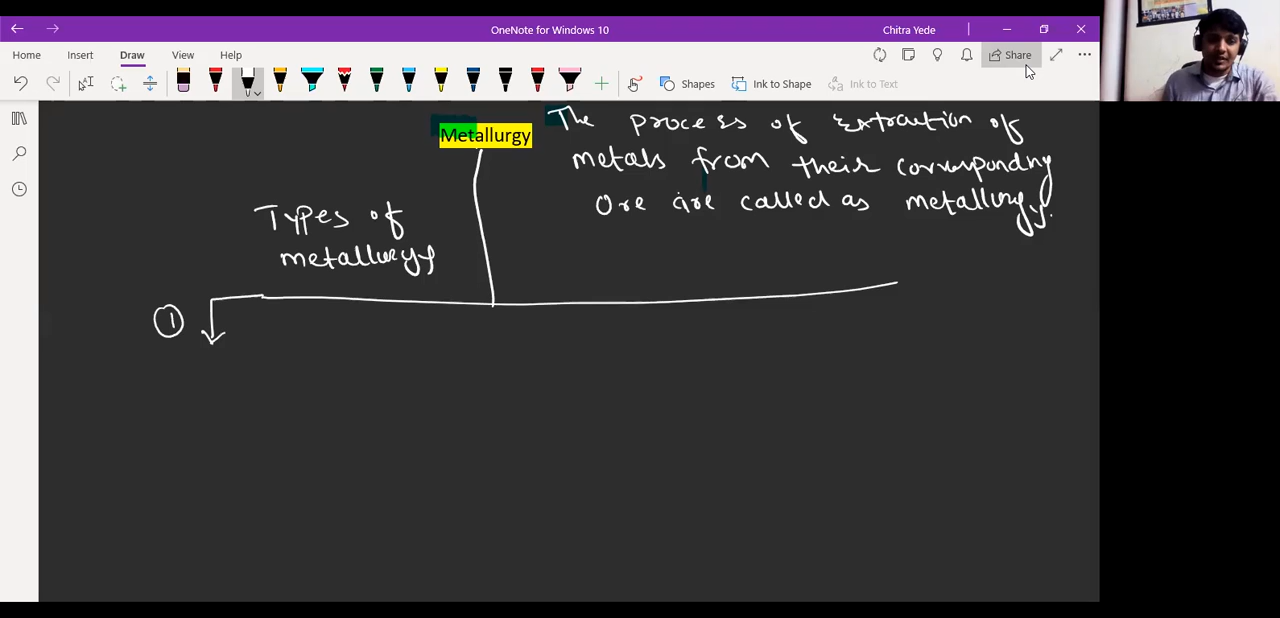 OneNote for Windows 10
Chitra Yede
Home Insert Draw View Help
Share
Shapes
Ink to Shape
Ink to Text
Metallurgy
The process of Extraction of
metals from their corresponding
Ore are called as metallurgy.
Types of
metallurgy
1